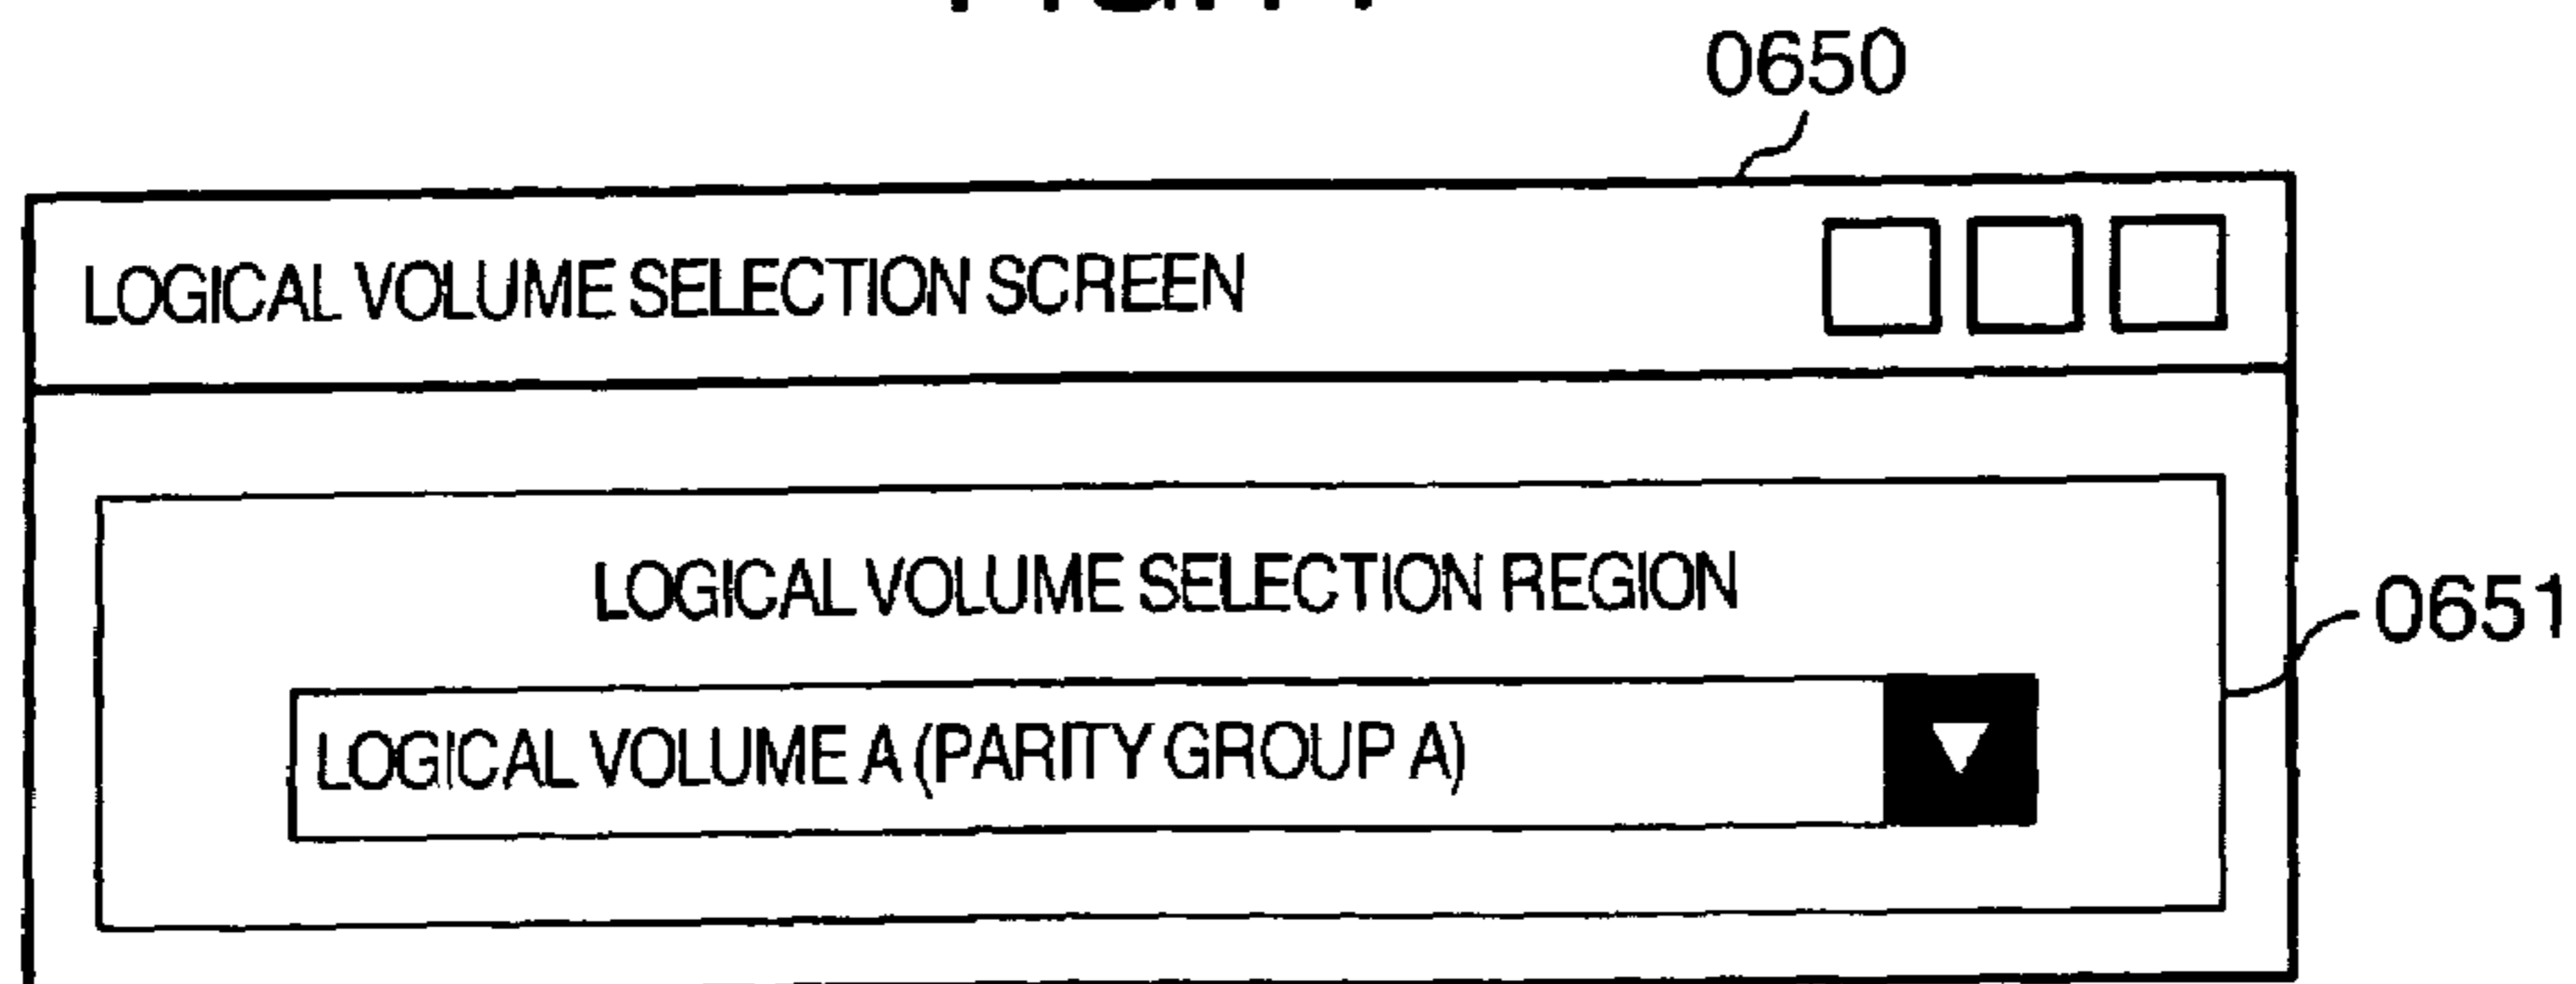 0650
LOGICAL VOLUME SELECTION SCREEN
LOGICAL VOLUME SELECTION REGION
0651
LOGICAL VOLUME A (PARITY GROUP A)